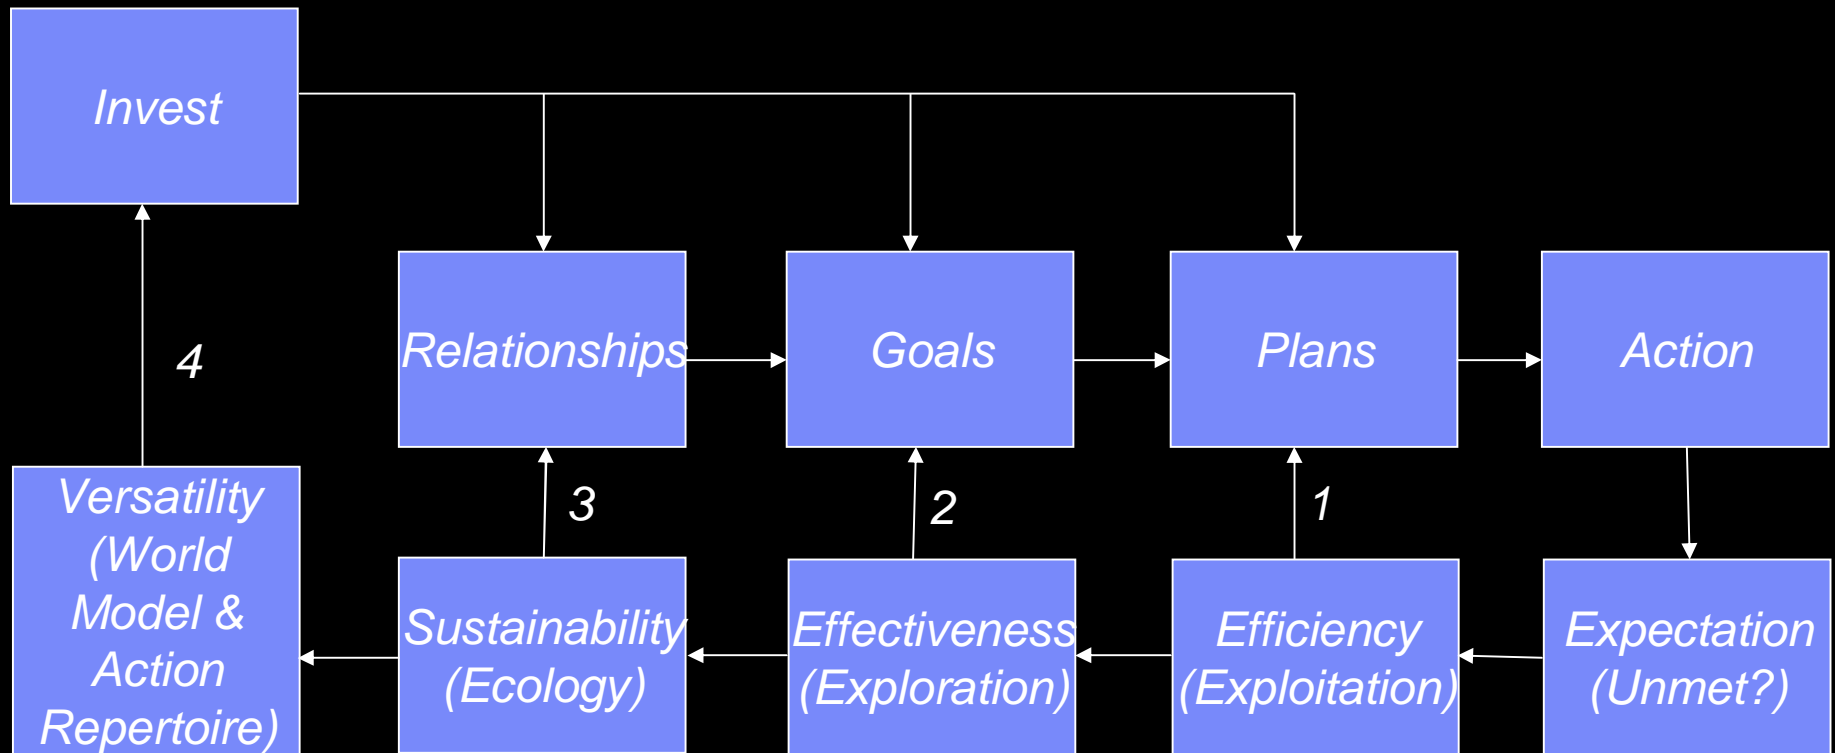 Invest
Relationships
Goals
Plans
Action
4
3
2
1
Versatility
(World
Model &
Action
Repertoire)
Sustainability
(Ecology)
Effectiveness
(Exploration)
Efficiency
(Exploitation)
Expectation
(Unmet?)